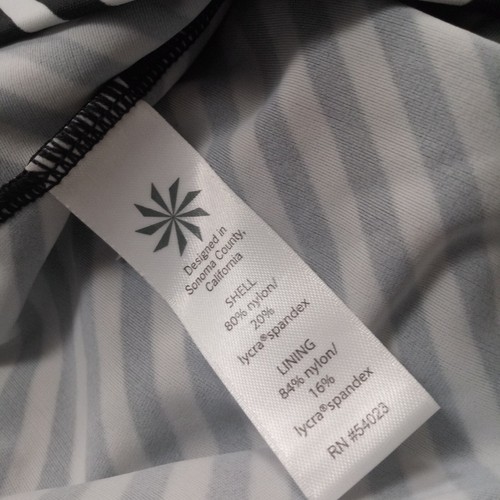 Designed in
Sonoma County,
California
SHELL
80% nylon/
20%
lycra®spandex
LINING
84% nylon/
16%
lycra®spandex
RN #54023